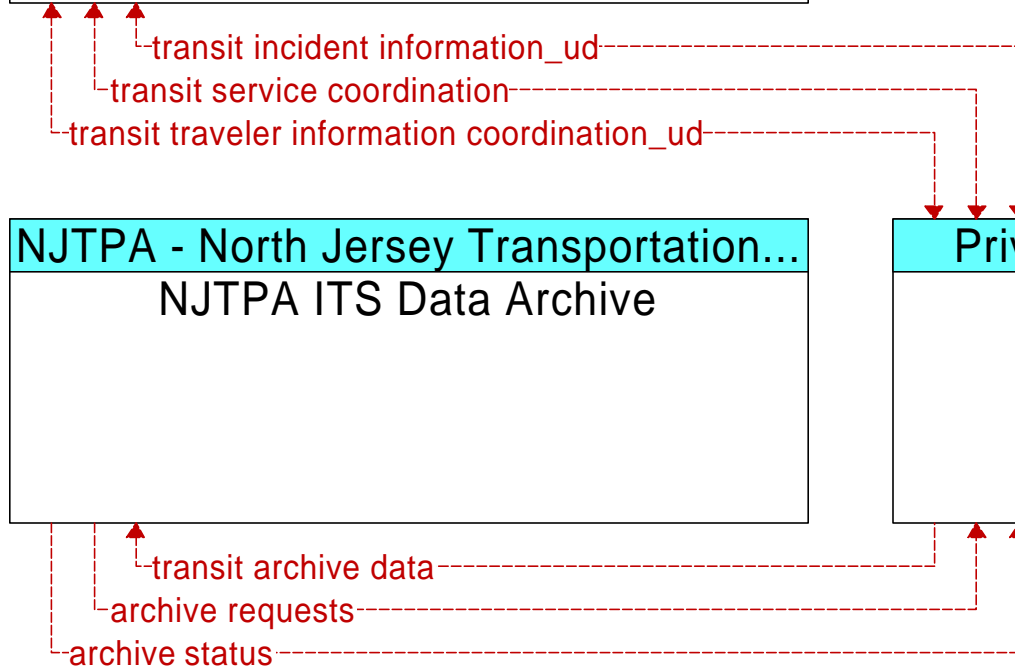 transit incident information_ud
transit service coordination
transit traveler information coordination_ud
NJTPA - North Jersey Transportation...
Priv
NJTPA ITS Data Archive
transit archive data
archive requests
archive status